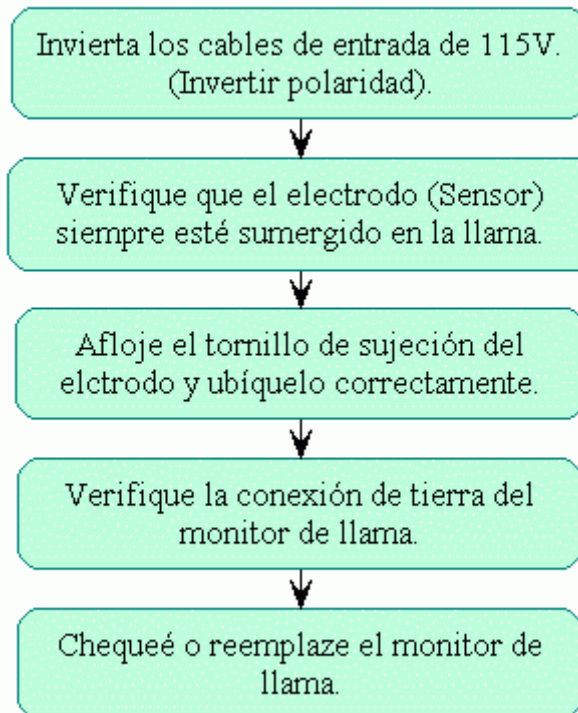 Invierta los cables de entrada de 115V.
(Invertir polaridad).
Verifique que el electrodo (Sensor)
siempre esté sumergido en la llama.
Afloje el tornillo de sujeción del
elctrodo y ubíquelo correctamente.
Verifique la conexión de tierra del
monitor de llama.
Chequeé o reemplaze el monitor de
llama.